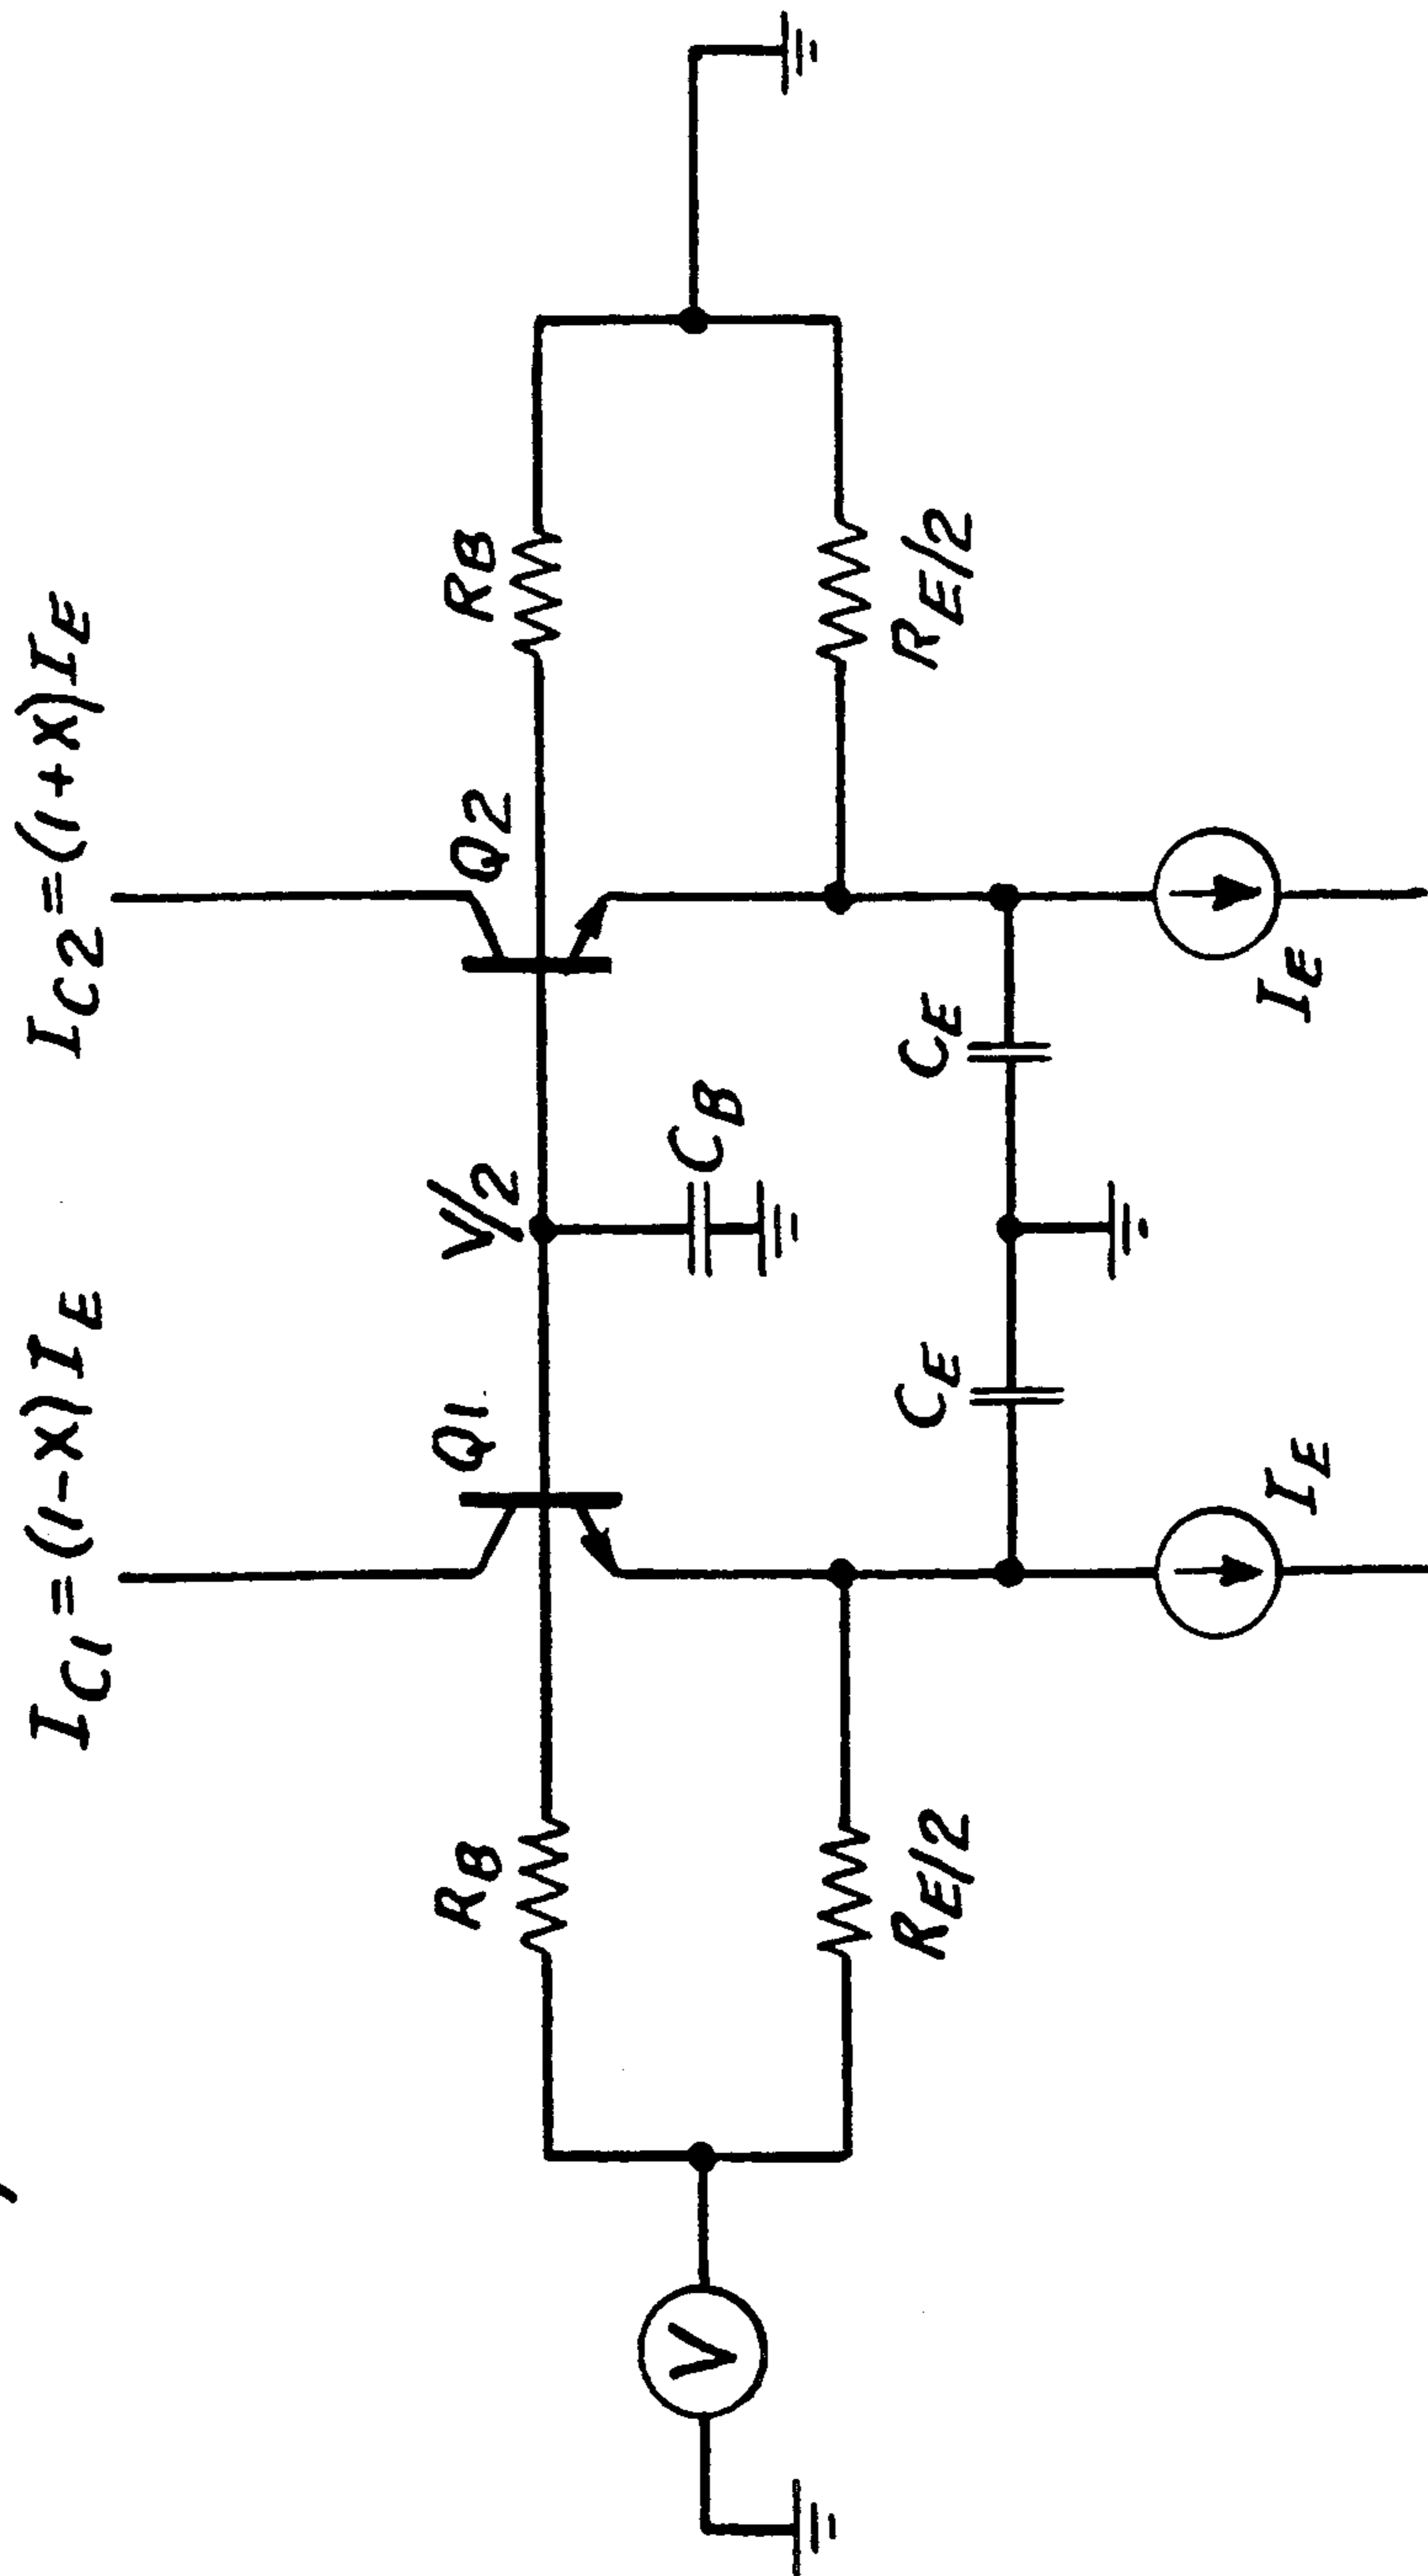 I_C1=(1-X)I_E
I_C2=(1+X)I_E
Q1
V/2
Q2
R_B
R_B
C_B
V
R_E/2
C_E
C_E
R_E/2
I_E
I_E